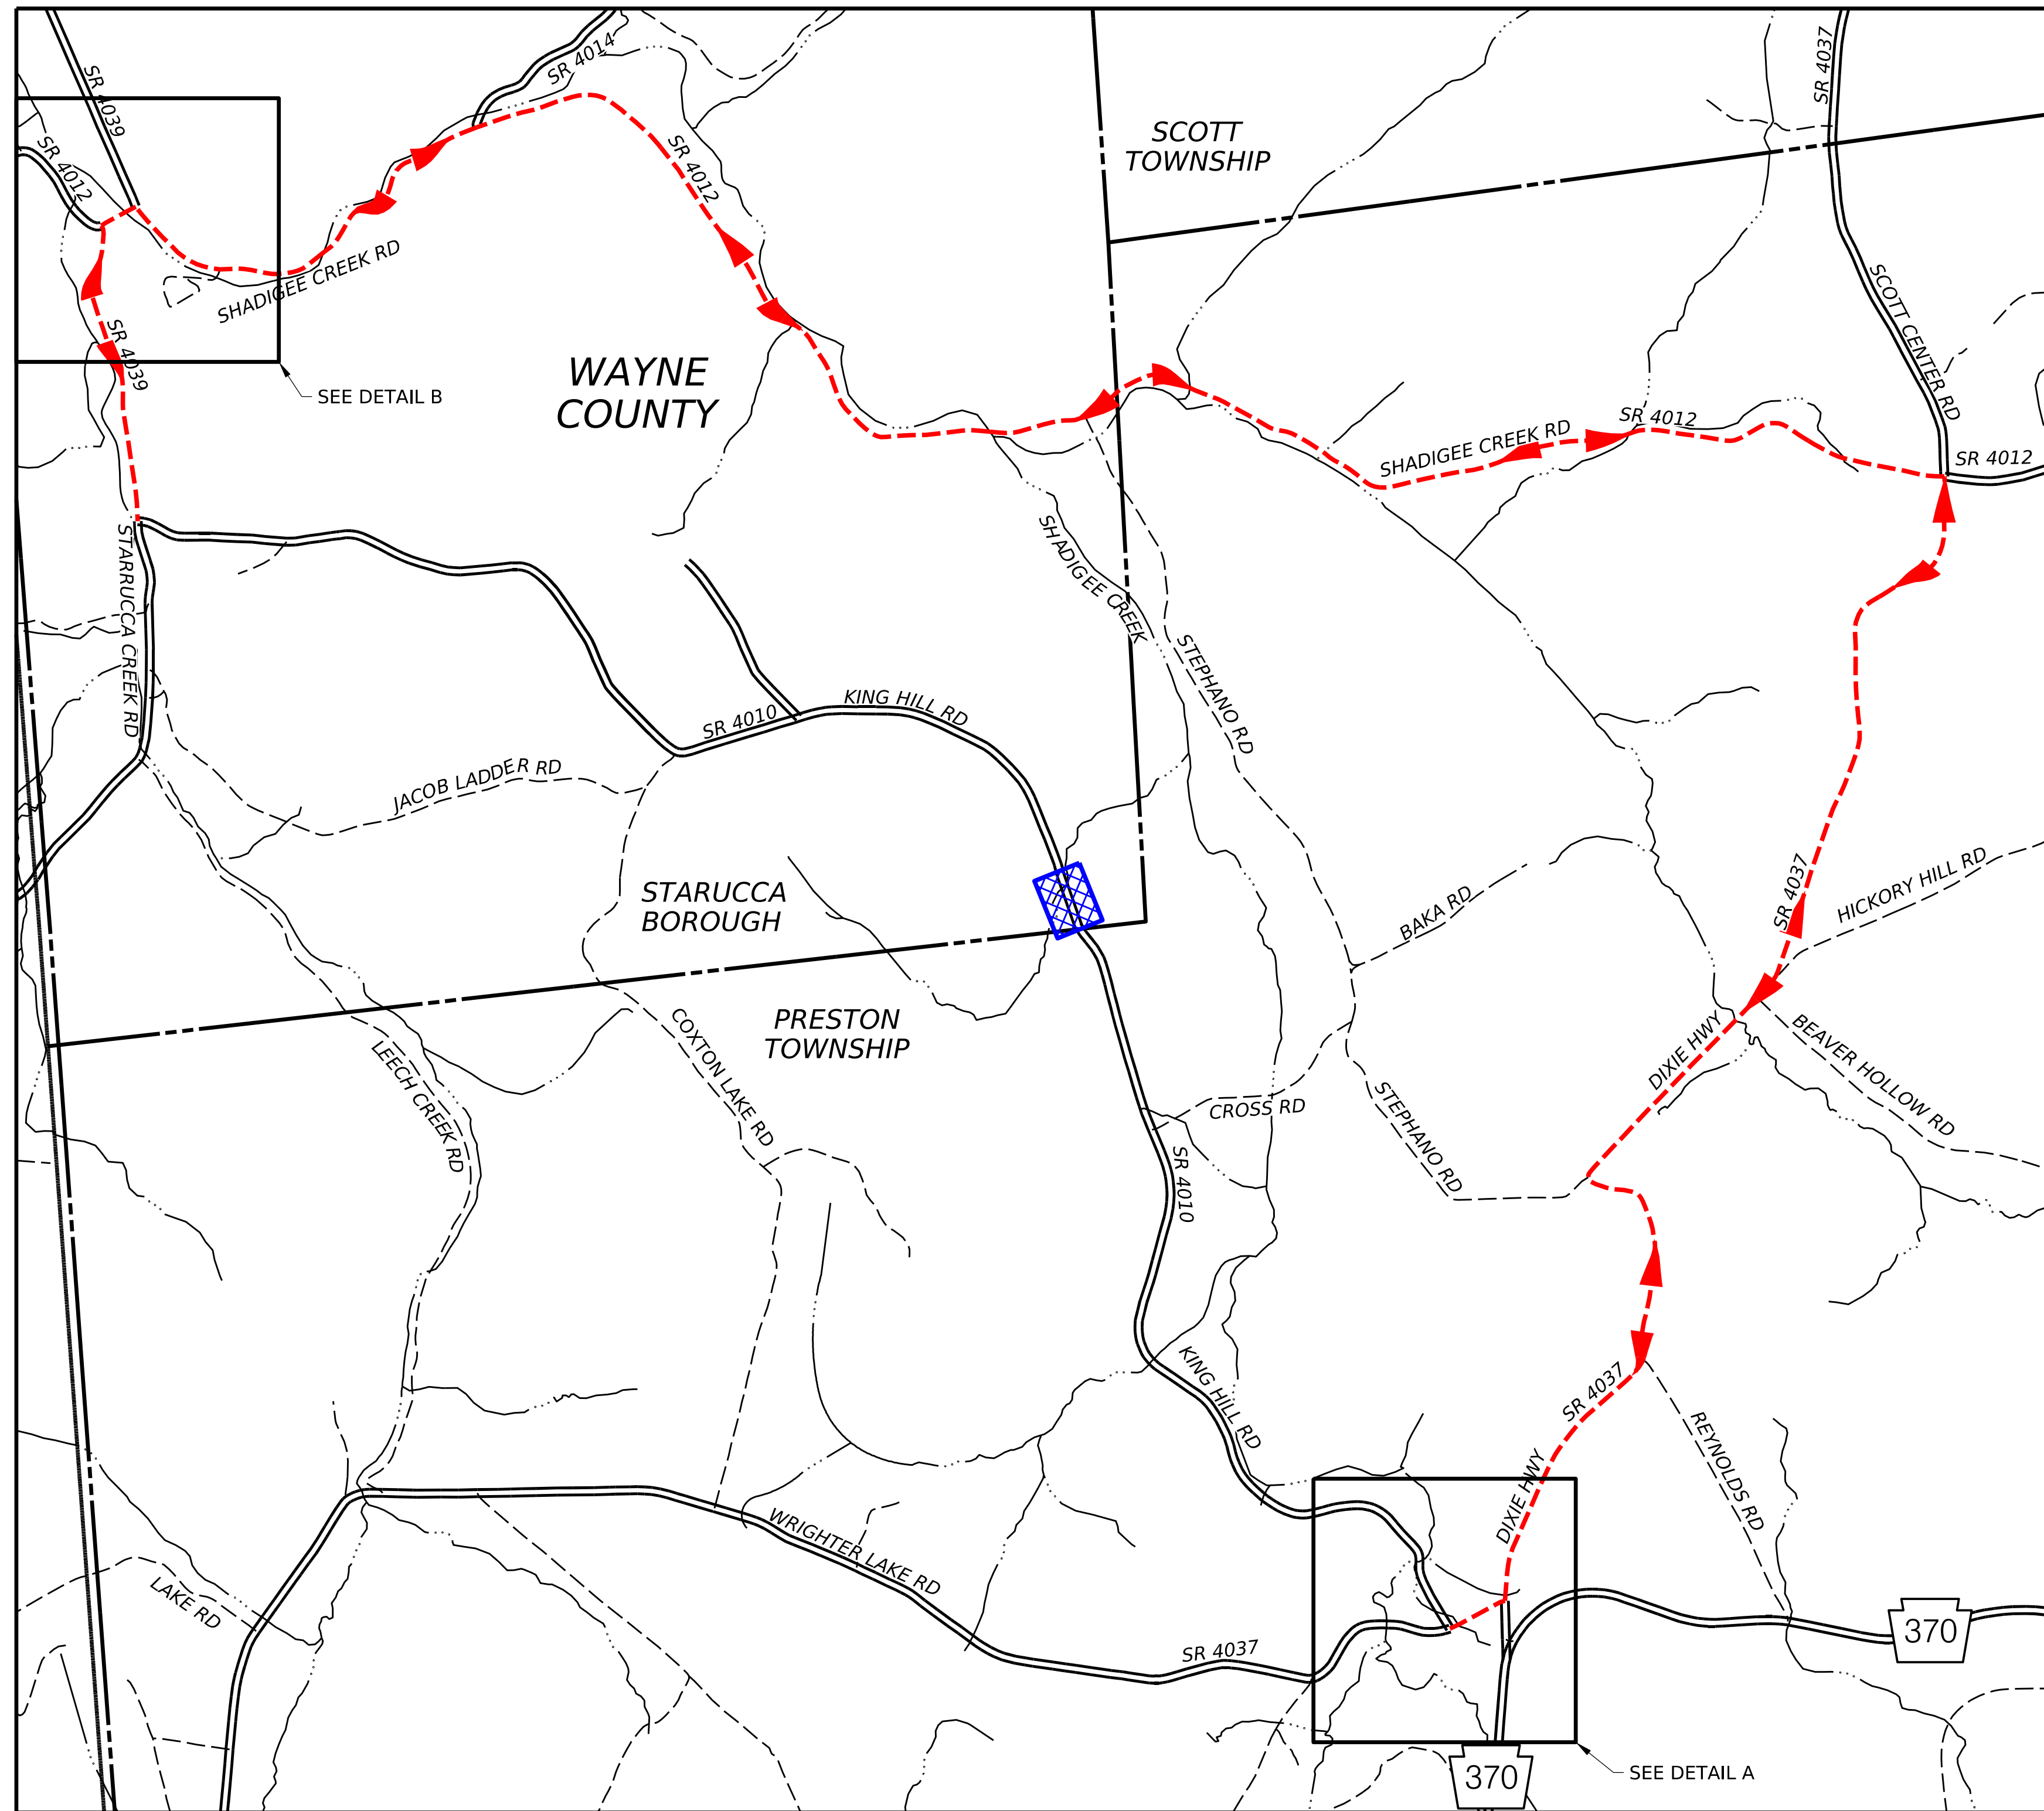 SR 4039
SR 4014
SR 4037
SR 4012
SCOTT
TOWNSHIP
SR 4012
SHADIGEE CREEK RD
SCOTT CENTER RD
SR 4039
SEE DETAIL B
WAYNE
COUNTY
SHADIGEE CREEK RD
SR 4012
SR 4012
SHADIGEE CREEK
STARRUCCA CREEK RD
STEPHANO RD
KING HILL RD
SR 4010
JACOB LADDER RD
STARUCCA
BOROUGH
BAKA RD
SR 4037
HICKORY HILL RD
PRESTON
TOWNSHIP
COXTON LAKE RD
LEECH CREEK RD
DIXIE HWY
BEAVER HOLLOW RD
CROSS RD
STEPHANO RD
SR 4010
KING HILL RD
SR 4037
REYNOLDS RD
DIXIE HWY
WRIGHTER LAKE RD
LAKE RD
SR 4037
370
370
SEE DETAIL A